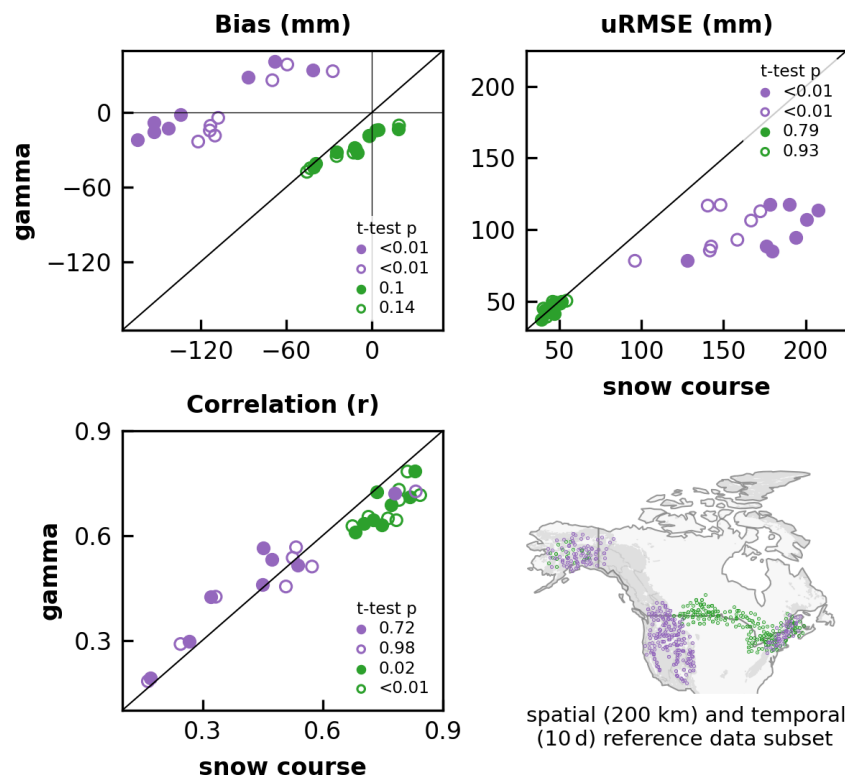 Bias (mm)
gamma
0
−60
−120
−120
−60
0
t-test p
<0.01
<0.01
0.1
0.14
uRMSE (mm)
200
150
100
50
50
100
150
200
snow course
t-test p
<0.01
<0.01
0.79
0.93
Correlation (r)
gamma
0.9
0.6
0.3
0.3
0.6
0.9
snow course
t-test p
0.72
0.98
0.02
<0.01
spatial (200 km) and temporal
(10 d) reference data subset